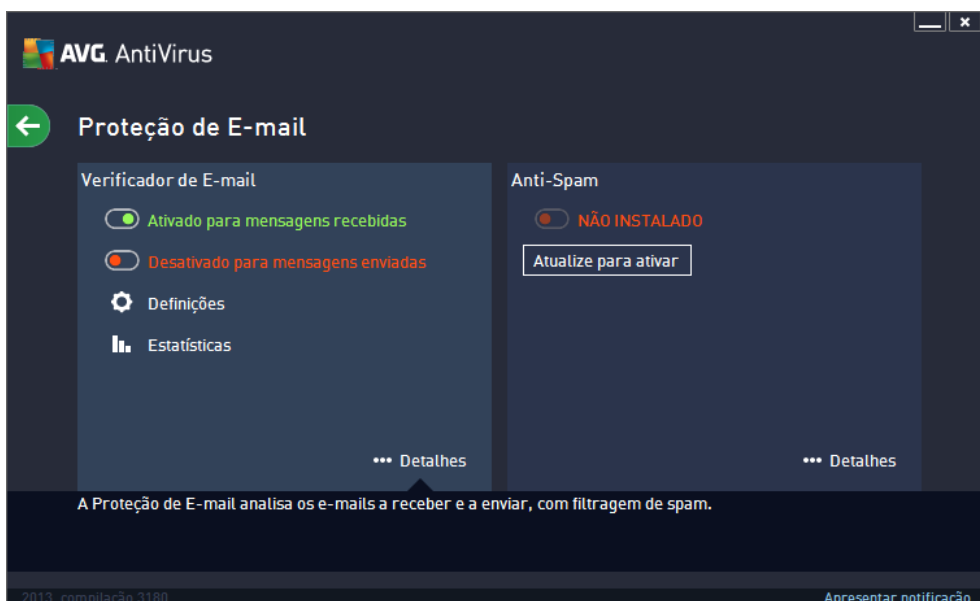 AVG. AntiVirus
Proteção de E-mail
Verificador de E-mail
Ativado para mensagens recebidas
Desativado para mensagens enviadas
Definições
Estatísticas
Detalhes
Anti-Spam
NÃO INSTALADO
Atualize para ativar
Detalhes
A Proteção de E-mail analisa os e-mails a receber e a enviar, com filtragem de spam.
2013 compilação 3180
Apresentar notificação